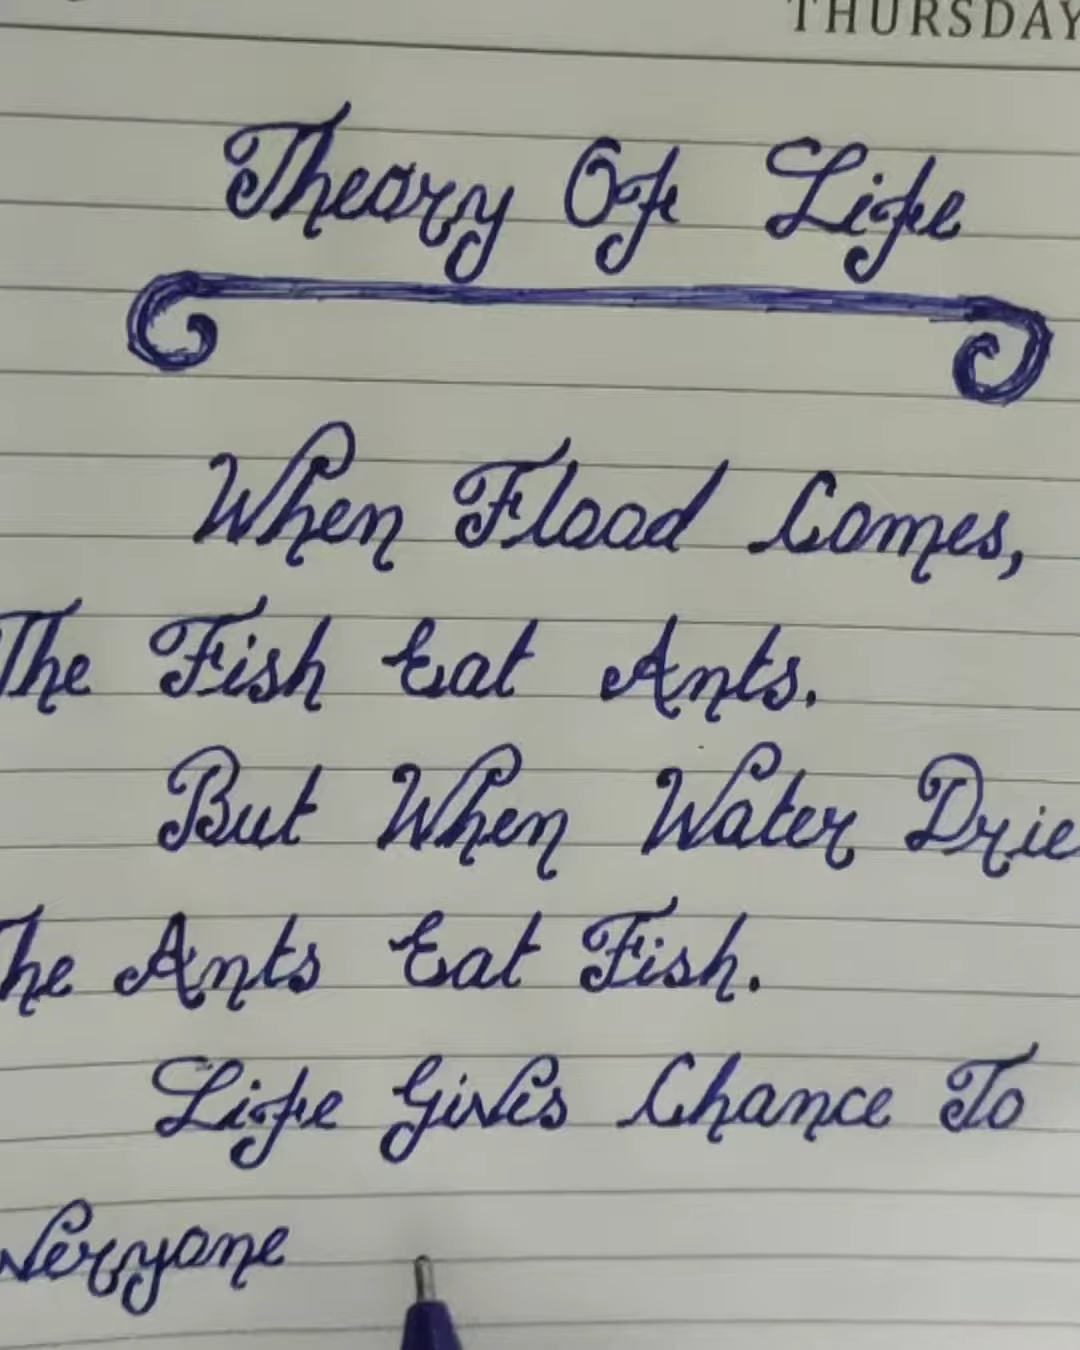 THURSDAY
Theory Of Life
When Flood Comes,
The Fish Eat Ants.
But When Water Drie
The Ants Eat Fish.
Life Gives Chance To
veryone